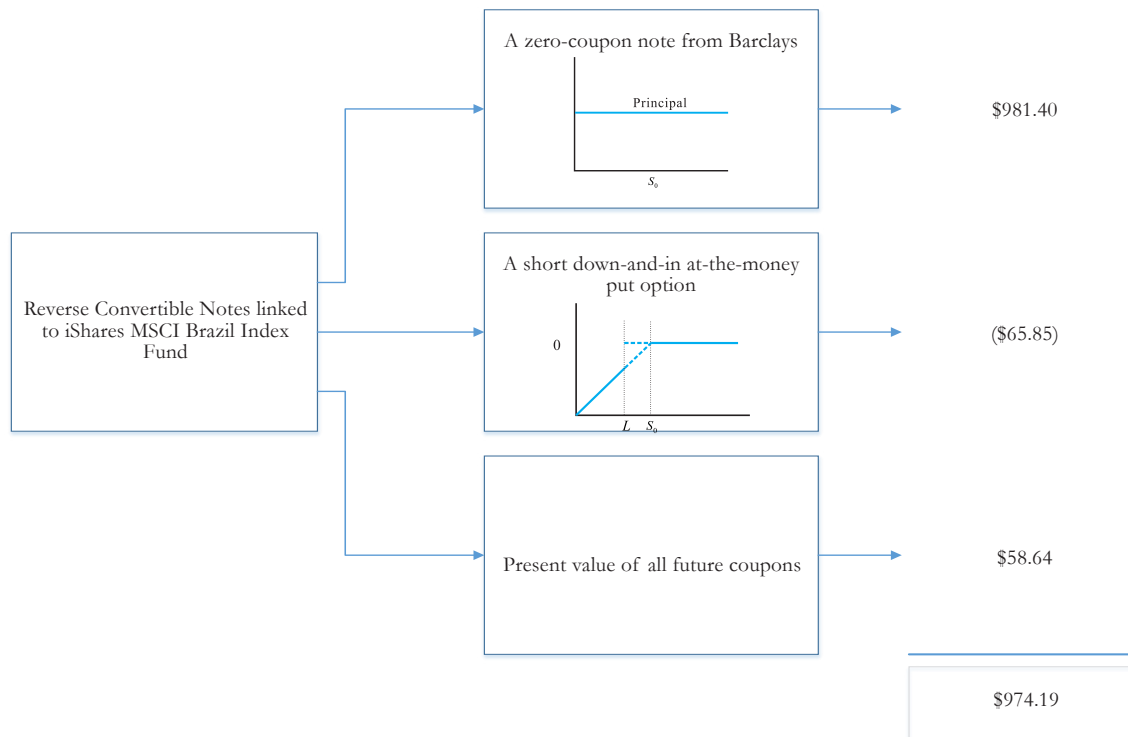 Reverse Convertible Notes linked
to iShares MSCI Brazil Index
Fund
A zero-coupon note from Barclays
Principal
S₀
$981.40
A short down-and-in at-the-money
put option
0
L S₀
($65.85)
Present value of all future coupons
$58.64
$974.19